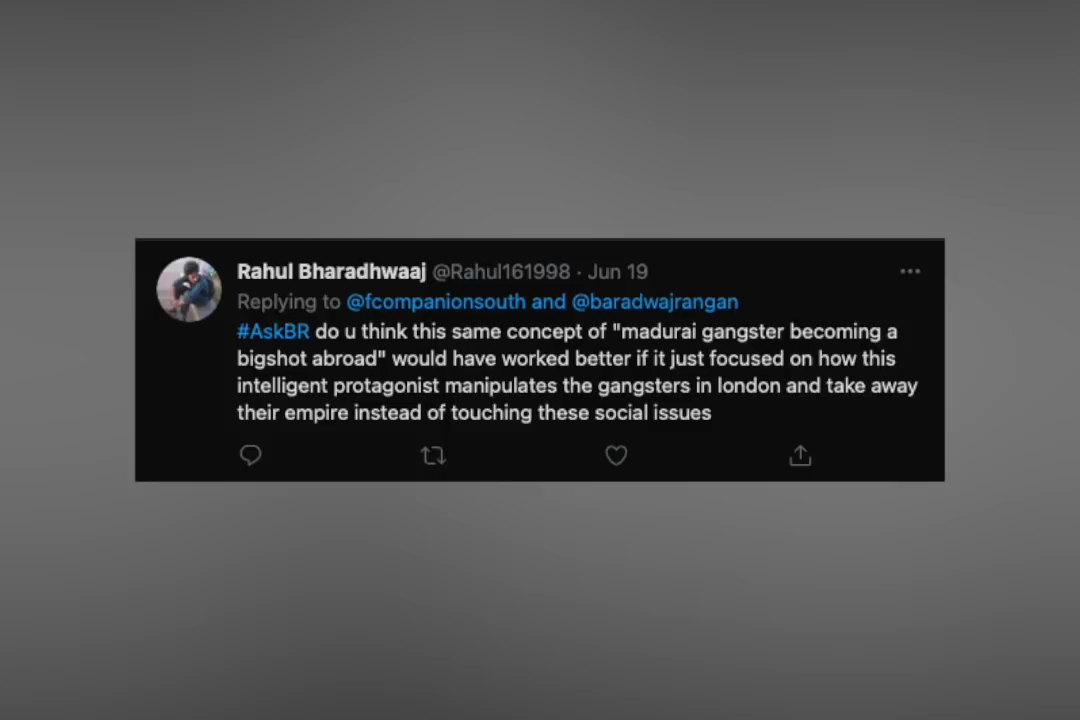 Rahul Bharadhwaaj @Rahul161998 · Jun 19
Replying to @fcompanionsouth and @baradwajrangan
#AskBR do u think this same concept of "madurai gangster becoming a
bigshot abroad" would have worked better if it just focused on how this
intelligent protagonist manipulates the gangsters in london and take away
their empire instead of touching these social issues